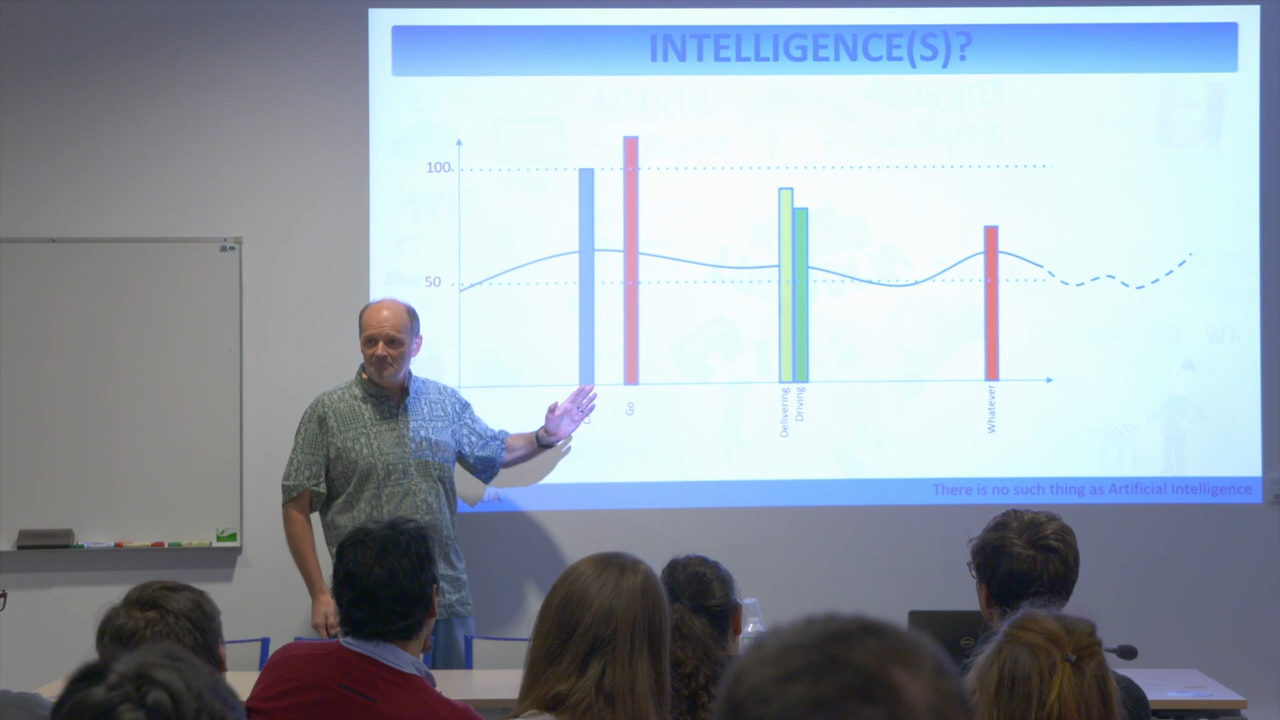 INTELLIGENCE(S)?
100
50
Go
Delivering
Driving
Whatever
There is no such thing as Artificial Intelligence